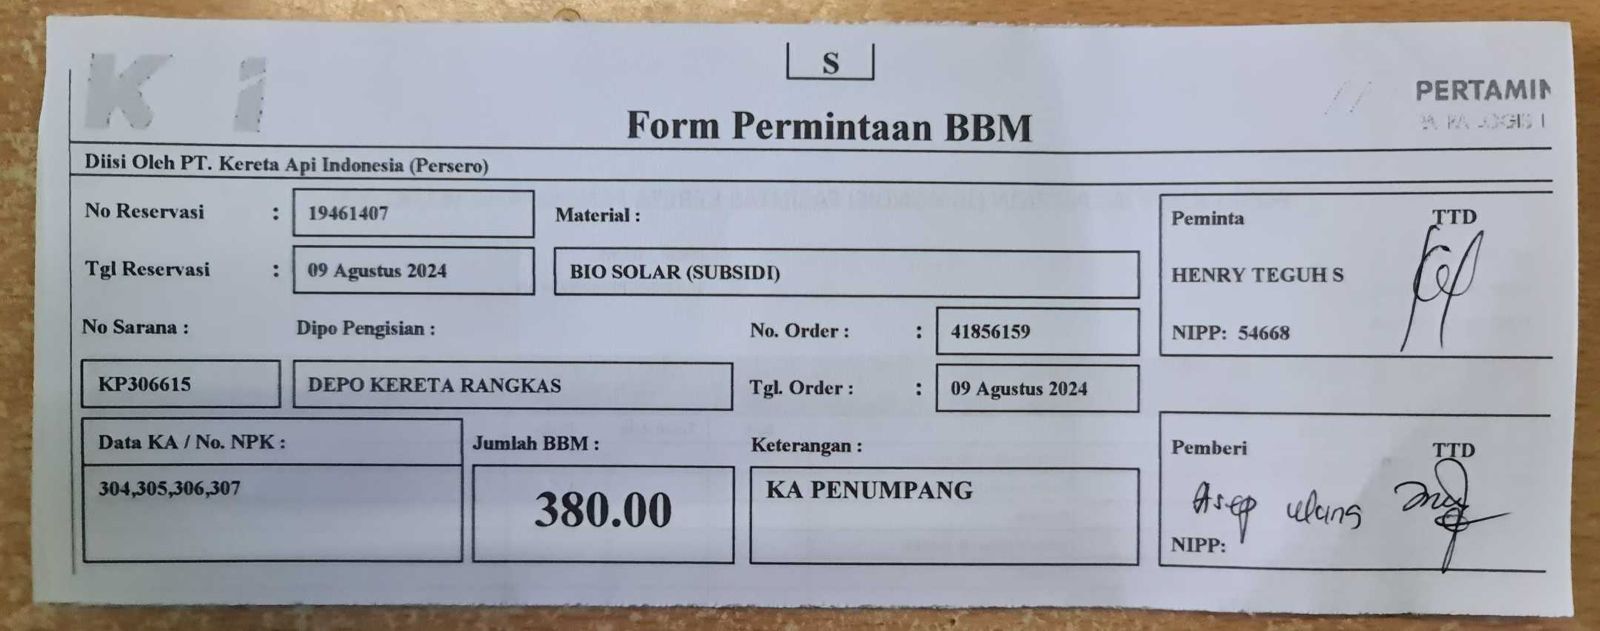 S
PERTAMIN
Form Permintaan BBM
Diisi Oleh PT. Kereta Api Indonesia (Persero)
No Reservasi : 19461407
Material :
Peminta TTD
Tgl Reservasi : 09 Agustus 2024
BIO SOLAR (SUBSIDI)
HENRY TEGUH S
No Sarana :
Dipo Pengisian :
No. Order : : 41856159
NIPP: 54668
KP306615
DEPO KERETA RANGKAS
Tgl. Order : : 09 Agustus 2024
Data KA / No. NPK :
Jumlah BBM :
Keterangan :
Pemberi TTD
304,305,306,307
380.00
KA PENUMPANG
Asep
NIPP: